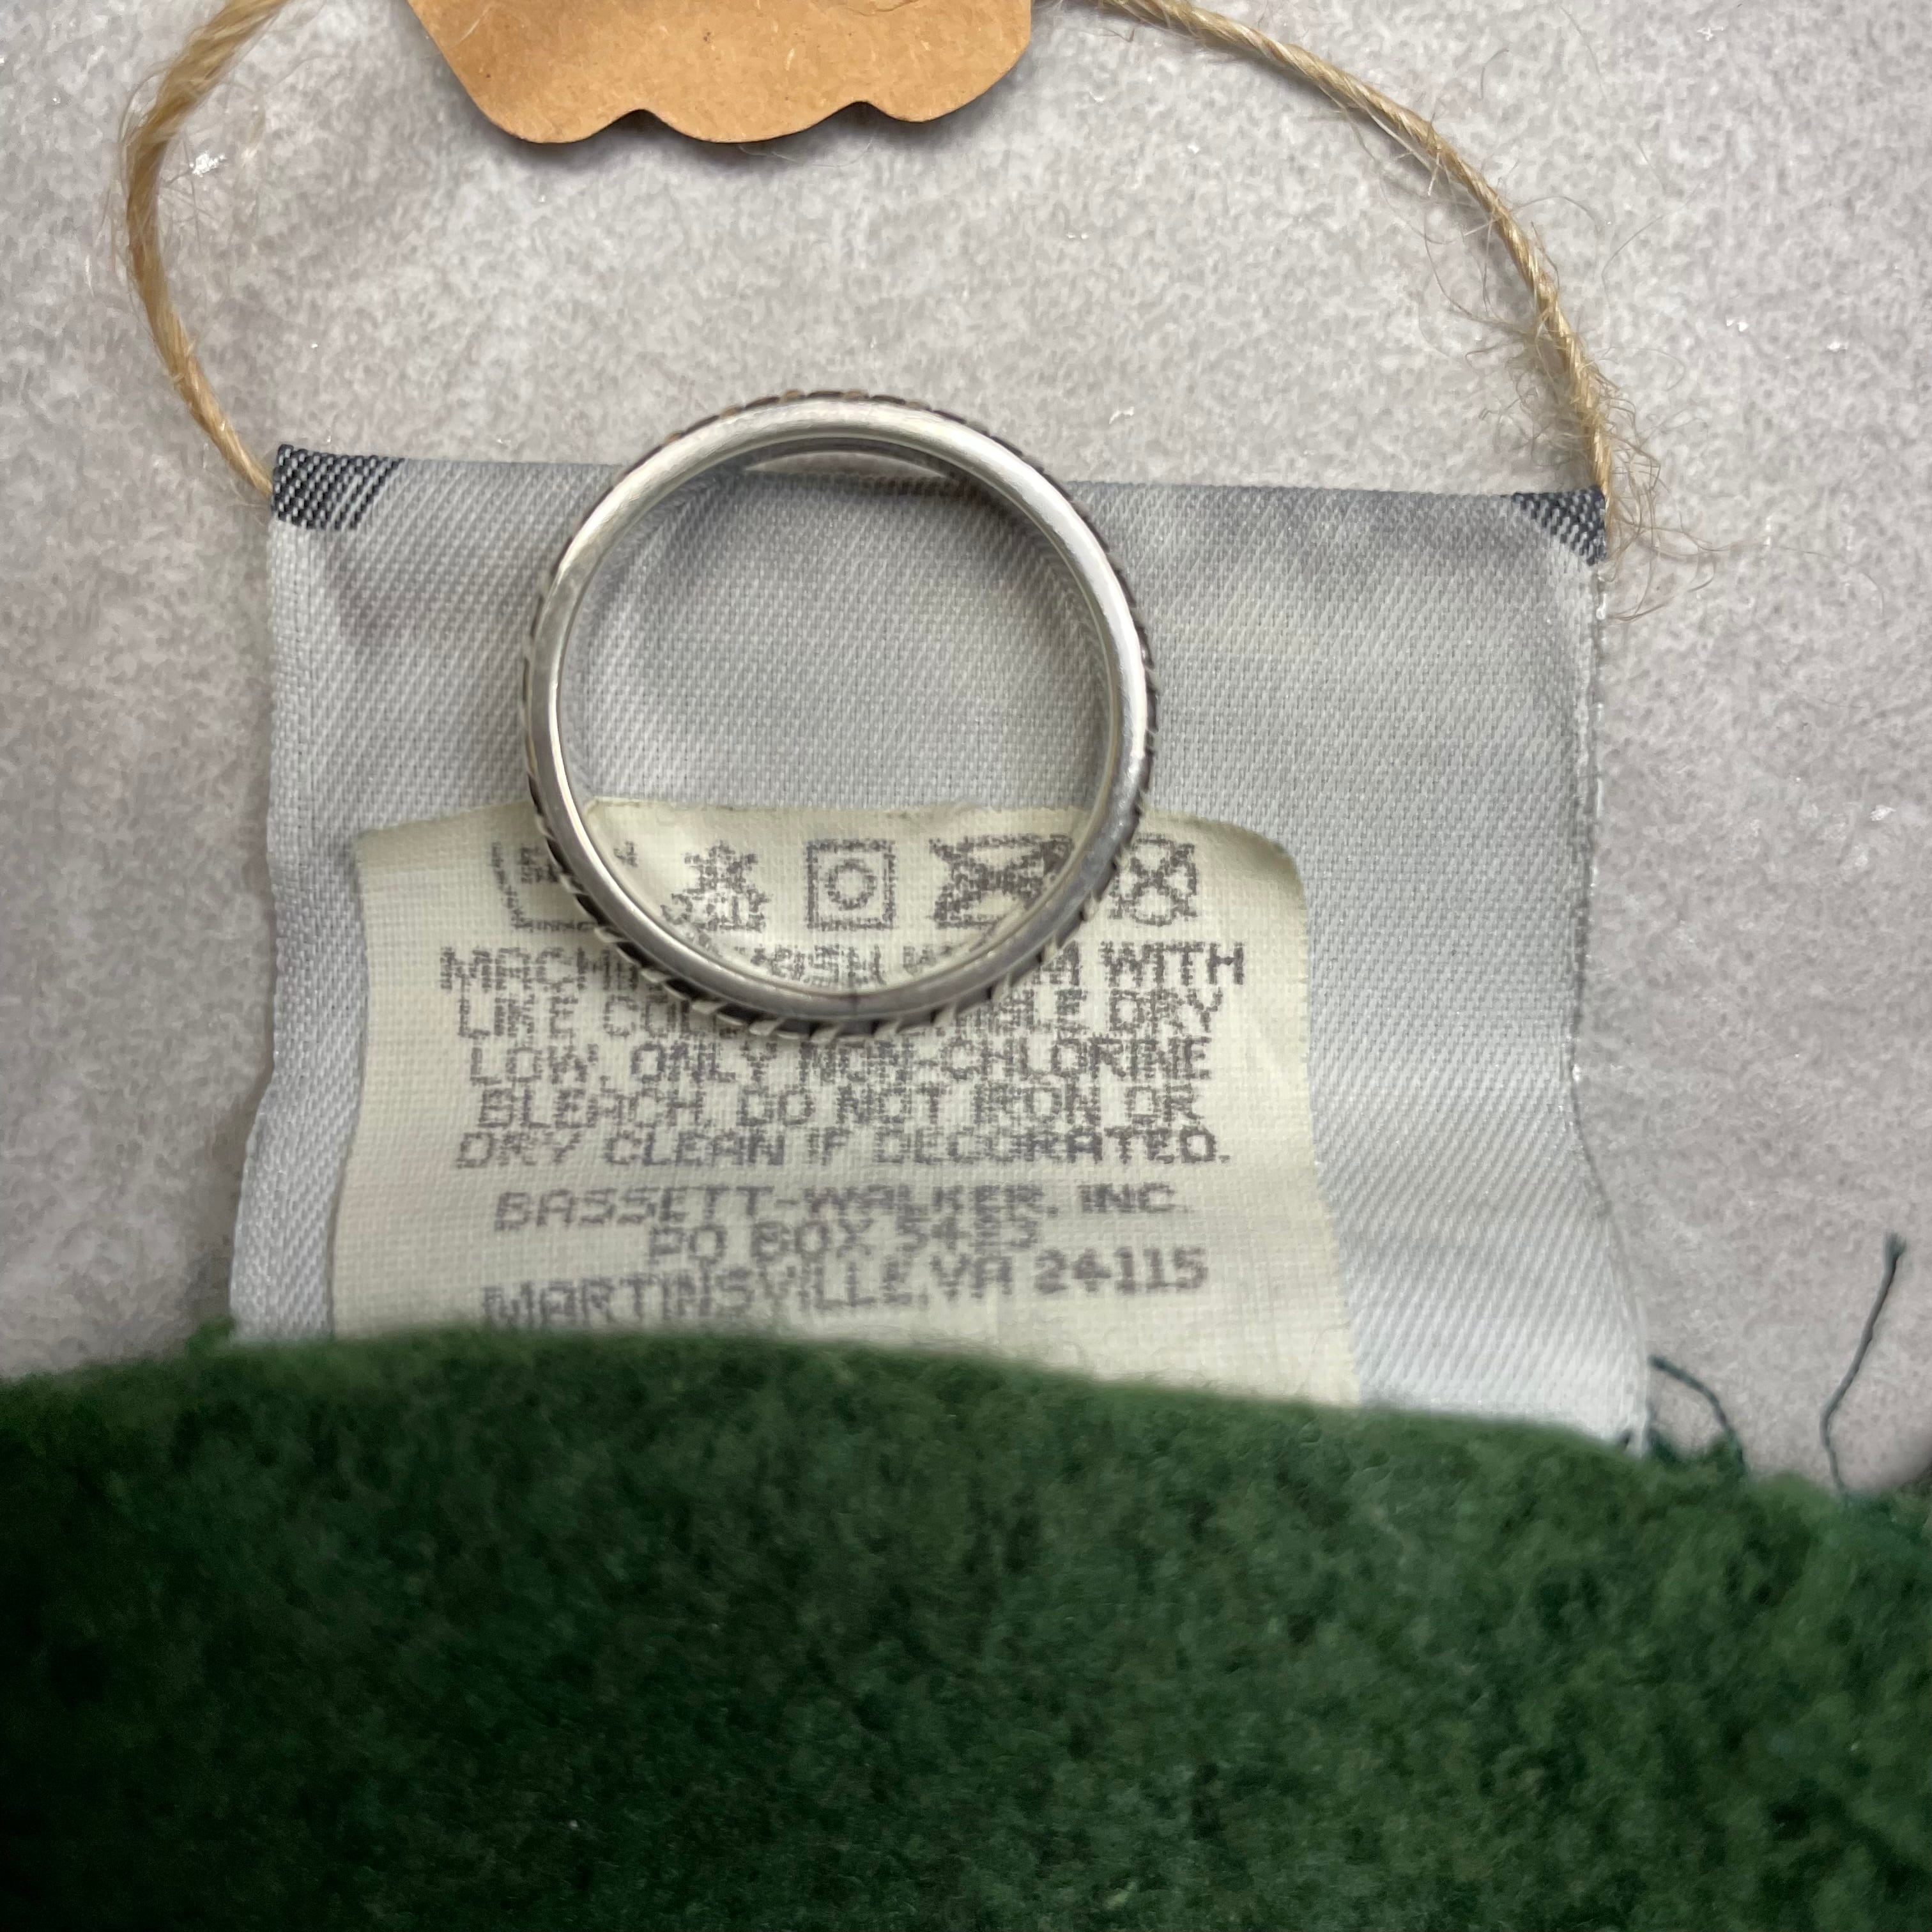 WITH
LIKE DRY
LOW. ONLY NON-CHLORINE
BLEACH. DO NOT IRON OR
DRY CLEAN IF DECORATED.
BASSETT-WALKER, INC.
PO BOX
MARTINSVILLE, VA 24115